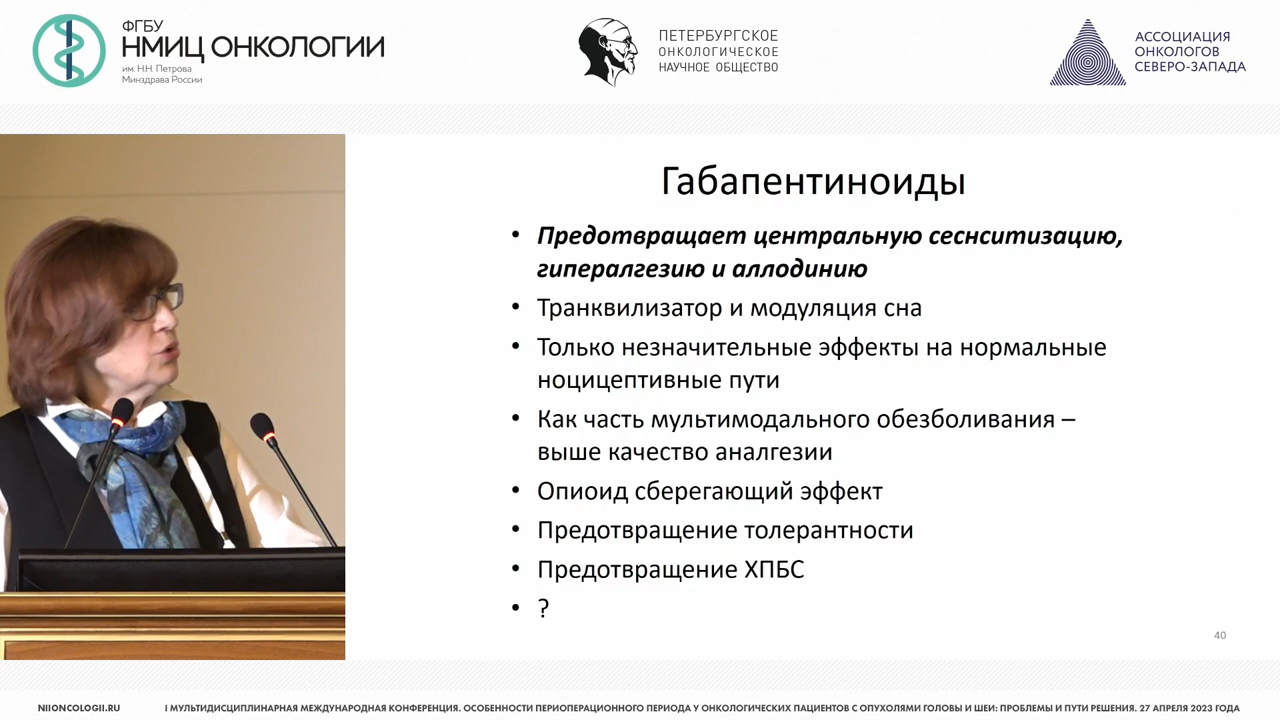 ФГБУ
НМИЦ ОНКОЛОГИИ
им. Н.Н. Петрова
Минздрава России
ПЕТЕРБУРГСКОЕ
ОНКОЛОГИЧЕСКОЕ
НАУЧНОЕ ОБЩЕСТВО
АССОЦИАЦИЯ
ОНКОЛОГОВ
СЕВЕРО-ЗАПАДА
Габапентиноиды
• Предотвращает центральную сеснситизацию,
гипералгезию и аллодинию
• Транквилизатор и модуляция сна
• Только незначительные эффекты на нормальные
ноцицептивные пути
• Как часть мультимодального обезболивания –
выше качество аналгезии
• Опиоид сберегающий эффект
• Предотвращение толерантности
• Предотвращение ХПБС
• ?
40
NIIONCOLOGII.RU
I МУЛЬТИДИСЦИПЛИНАРНАЯ МЕЖДУНАРОДНАЯ КОНФЕРЕНЦИЯ. ОСОБЕННОСТИ ПЕРИОПЕРАЦИОННОГО ПЕРИОДА У ОНКОЛОГИЧЕСКИХ ПАЦИЕНТОВ С ОПУХОЛЯМИ ГОЛОВЫ И ШЕИ: ПРОБЛЕМЫ И ПУТИ РЕШЕНИЯ. 27 АПРЕЛЯ 2023 ГОДА